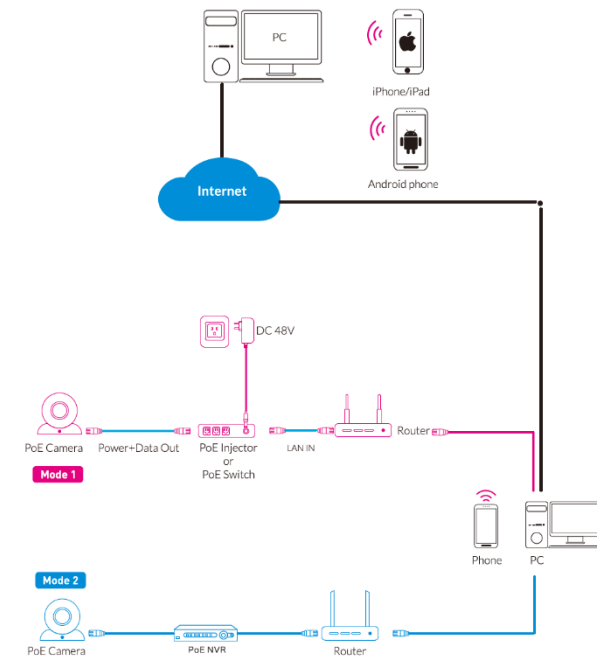 PC
iPhone/iPad
Android phone
Internet
DC 48V
PoE Camera
Power+Data Out
PoE Injector
or
PoE Switch
LAN IN
Router
Mode 1
Phone
PC
Mode 2
PoE Camera
PoE NVR
Router